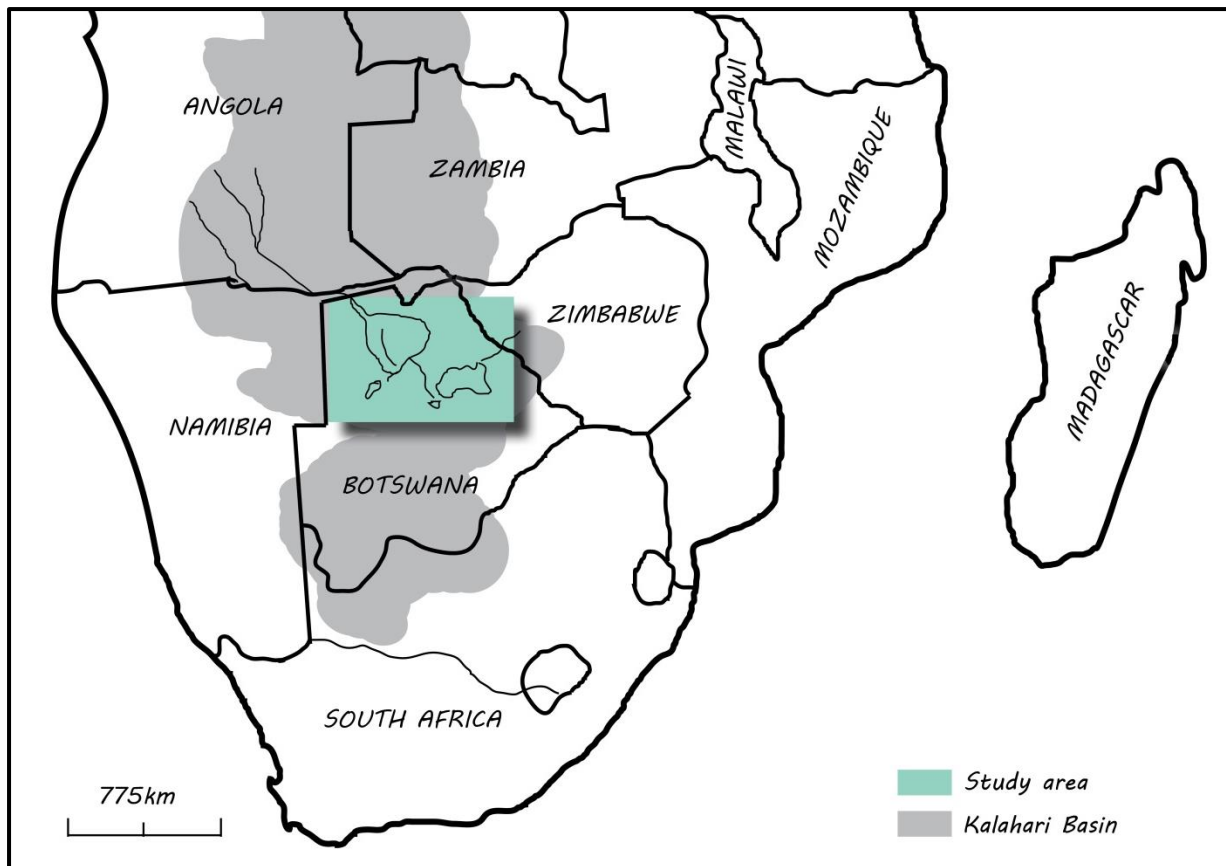 ANGOLA
ZAMBIA
MALAWI
MOZAMBIQUE
ZIMBABWE
MADAGASCAR
NAMIBIA
BOTSWANA
SOUTH AFRICA
775km
Study area
Kalahari Basin